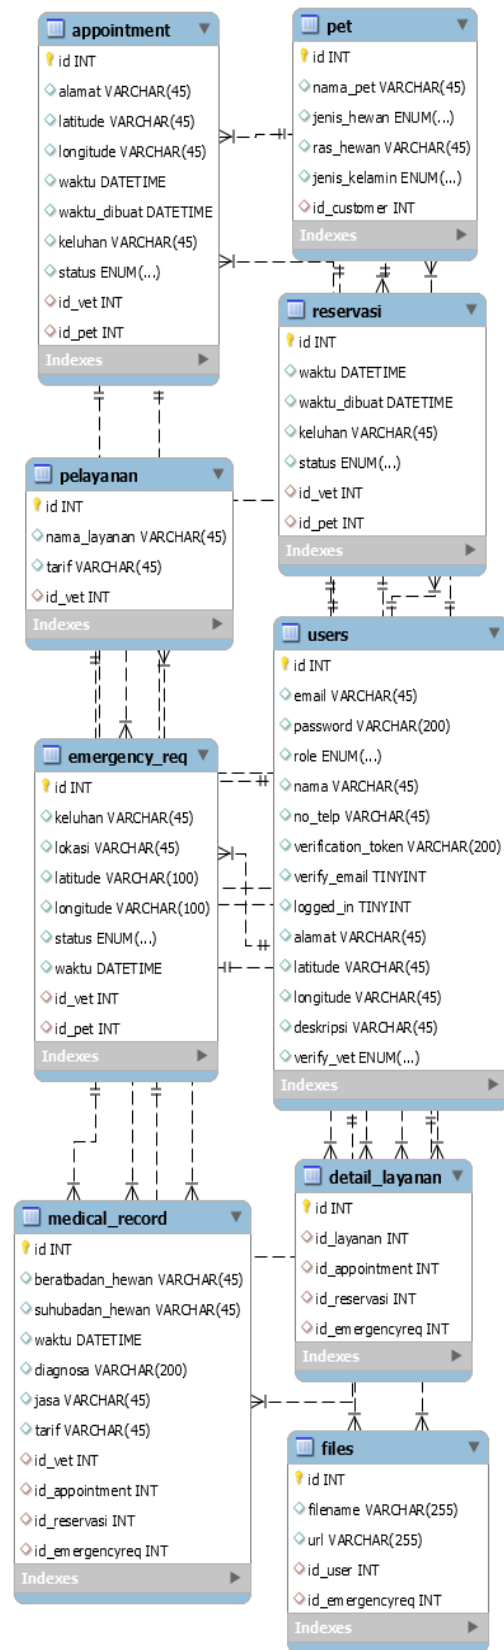 appointment
id INT
alamat VARCHAR(45)
latitude VARCHAR(45)
longitude VARCHAR(45)
waktu DATETIME
waktu_dibuat DATETIME
keluhan VARCHAR(45)
status ENUM(...)
id_vet INT
id_pet INT
Indexes
pet
id INT
nama_pet VARCHAR(45)
jenis_hewan ENUM(...)
ras_hewan VARCHAR(45)
jenis_kelamin ENUM(...)
id_customer INT
Indexes
reservasi
id INT
waktu DATETIME
waktu_dibuat DATETIME
keluhan VARCHAR(45)
status ENUM(...)
id_vet INT
id_pet INT
Indexes
pelayanan
id INT
nama_layanan VARCHAR(45)
tarif VARCHAR(45)
id_vet INT
Indexes
users
id INT
email VARCHAR(45)
password VARCHAR(200)
role ENUM(...)
nama VARCHAR(45)
no_telp VARCHAR(45)
verification_token VARCHAR(200)
verify_email TINYINT
logged_in TINYINT
alamat VARCHAR(45)
latitude VARCHAR(45)
longitude VARCHAR(45)
deskripsi VARCHAR(45)
verify_vet ENUM(...)
Indexes
emergency_req
id INT
keluhan VARCHAR(45)
lokasi VARCHAR(45)
latitude VARCHAR(100)
longitude VARCHAR(100)
status ENUM(...)
waktu DATETIME
id_vet INT
id_pet INT
Indexes
detail_layanan
id INT
id_layanan INT
id_appointment INT
id_reservasi INT
id_emergencyreq INT
Indexes
medical_record
id INT
beratbadan_hewan VARCHAR(45)
suhubadan_hewan VARCHAR(45)
waktu DATETIME
diagnosa VARCHAR(200)
jasa VARCHAR(45)
tarif VARCHAR(45)
id_vet INT
id_appointment INT
id_reservasi INT
id_emergencyreq INT
Indexes
files
id INT
filename VARCHAR(255)
url VARCHAR(255)
id_user INT
id_emergencyreq INT
Indexes